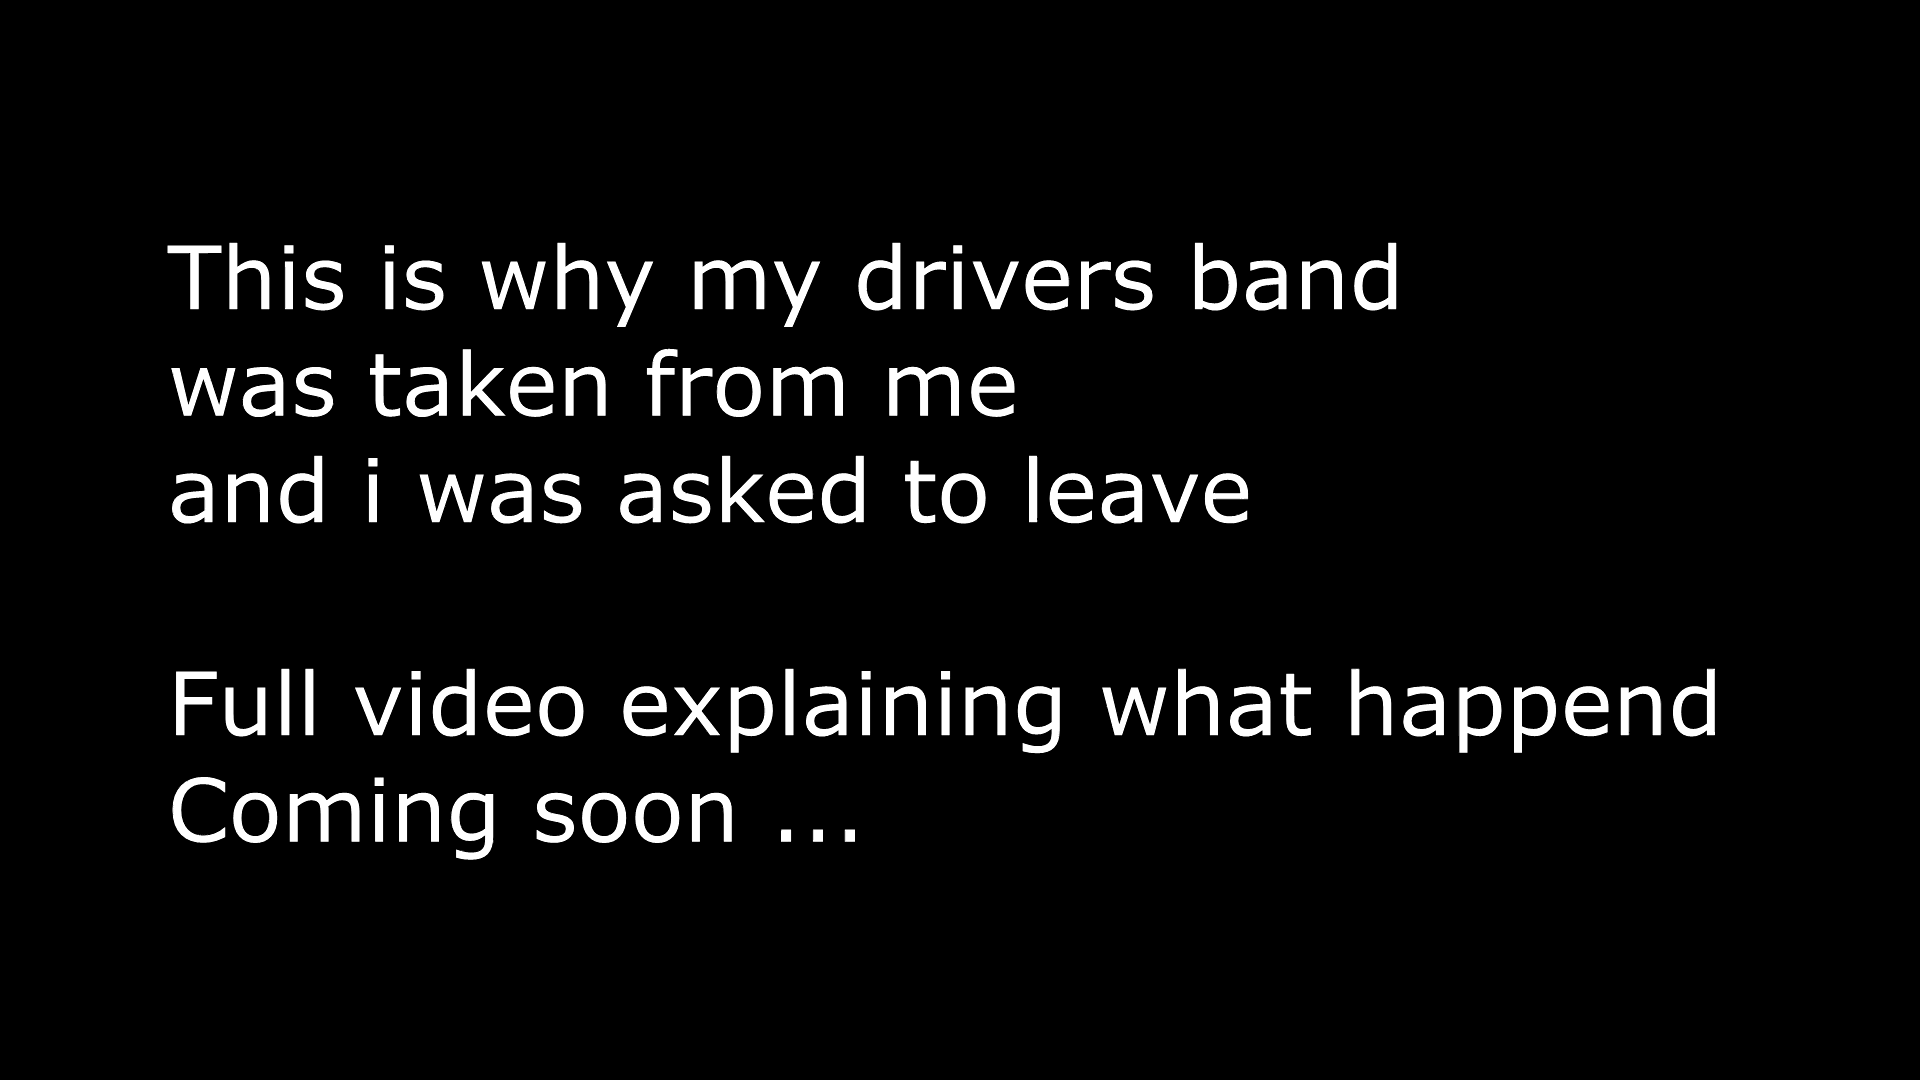 This is why my drivers band
was taken from me
and i was asked to leave
Full video explaining what happend
Coming soon ...